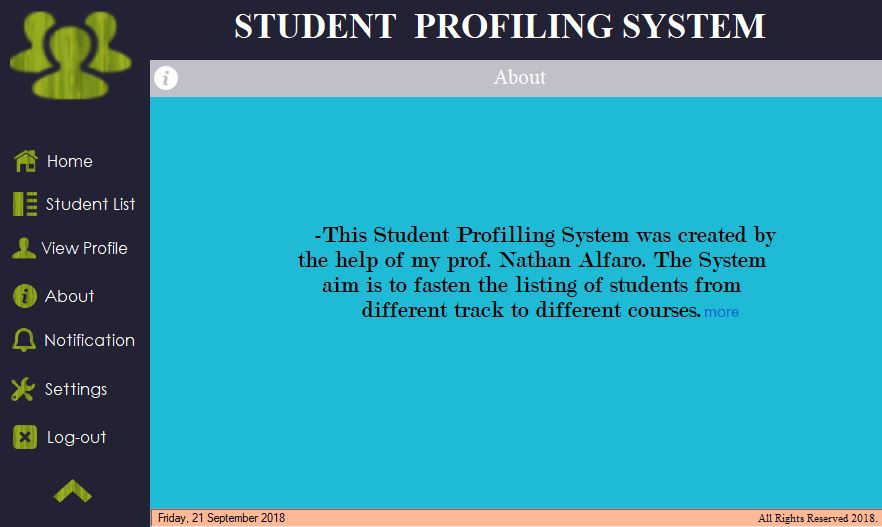 STUDENT PROFILING SYSTEM
About
Home
Student List
View Profile
About
Notification
Settings
Log-out
-This Student Profilling System was created by
the help of my prof. Nathan Alfaro. The System
aim is to fasten the listing of students from
different track to different courses. more
Friday, 21 September 2018
All Rights Reserved 2018.